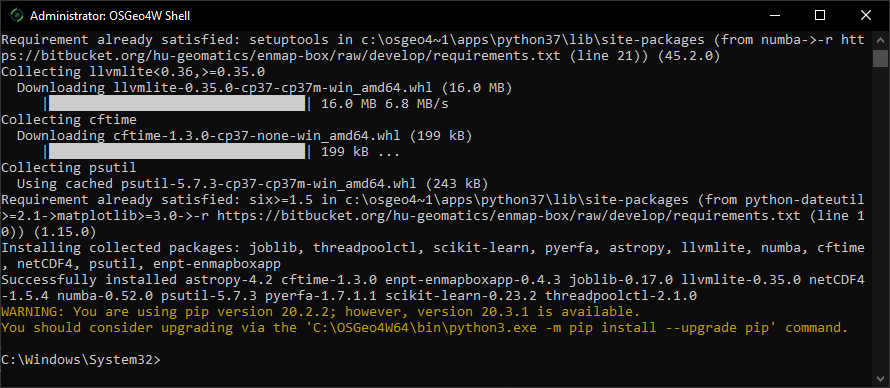 Administrator: OSGeo4W Shell
Requirement already satisfied: setuptools in c:\osgeo4~1\apps\python37\lib\site-packages (from numba->-r htt
ps://bitbucket.org/hu-geomatics/enmap-box/raw/develop/requirements.txt (line 21)) (45.2.0)
Collecting llvmlite<0.36,>=0.35.0
  Downloading llvmlite-0.35.0-cp37-cp37m-win_amd64.whl (16.0 MB)
     |████████████████████████████████| 16.0 MB 6.8 MB/s
Collecting cftime
  Downloading cftime-1.3.0-cp37-none-win_amd64.whl (199 kB)
     |████████████████████████████████| 199 kB ...
Collecting psutil
  Using cached psutil-5.7.3-cp37-cp37m-win_amd64.whl (243 kB)
Requirement already satisfied: six>=1.5 in c:\osgeo4~1\apps\python37\lib\site-packages (from python-dateutil
>=2.1->matplotlib>=3.0->-r https://bitbucket.org/hu-geomatics/enmap-box/raw/develop/requirements.txt (line 1
0)) (1.15.0)
Installing collected packages: joblib, threadpoolctl, scikit-learn, pyerfa, astropy, llvmlite, numba, cftime
, netCDF4, psutil, enpt-enmapboxapp
Successfully installed astropy-4.2 cftime-1.3.0 enpt-enmapboxapp-0.4.3 joblib-0.17.0 llvmlite-0.35.0 netCDF4
-1.5.4 numba-0.52.0 psutil-5.7.3 pyerfa-1.7.1.1 scikit-learn-0.23.2 threadpoolctl-2.1.0
WARNING: You are using pip version 20.2.2; however, version 20.3.1 is available.
You should consider upgrading via the 'C:\OSGeo4W64\bin\python3.exe -m pip install --upgrade pip' command.
C:\Windows\System32>